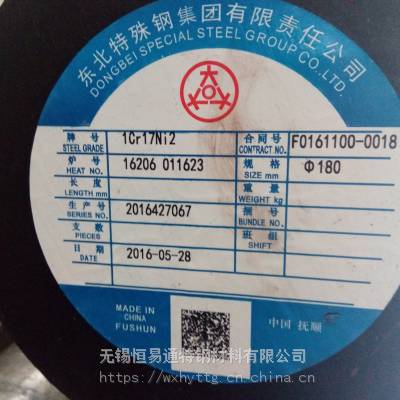 东北特殊钢集团有限责任公司
DONGBEI SPECIAL STEEL GROUP CO.,LTD.
牌号 1Cr17Ni2 合同号 F0161100-0018
STEEL GRADE CONTRACT NO.
炉号 16206 011623 规格 Φ180
HEAT NO. SIZE mm
长度 重量
LENGTH mm WEIGHT kg
生产号 2016427067 捆号
SERIES NO. BUNDLE NO.
支数 班组
PIECES SHIFT
日期 2016-05-28
DATE
MADE IN
CHINA
FUSHUN
中国 抚顺
无锡恒易通特钢材料有限公司
https://wxhyttg.cn.china.cn